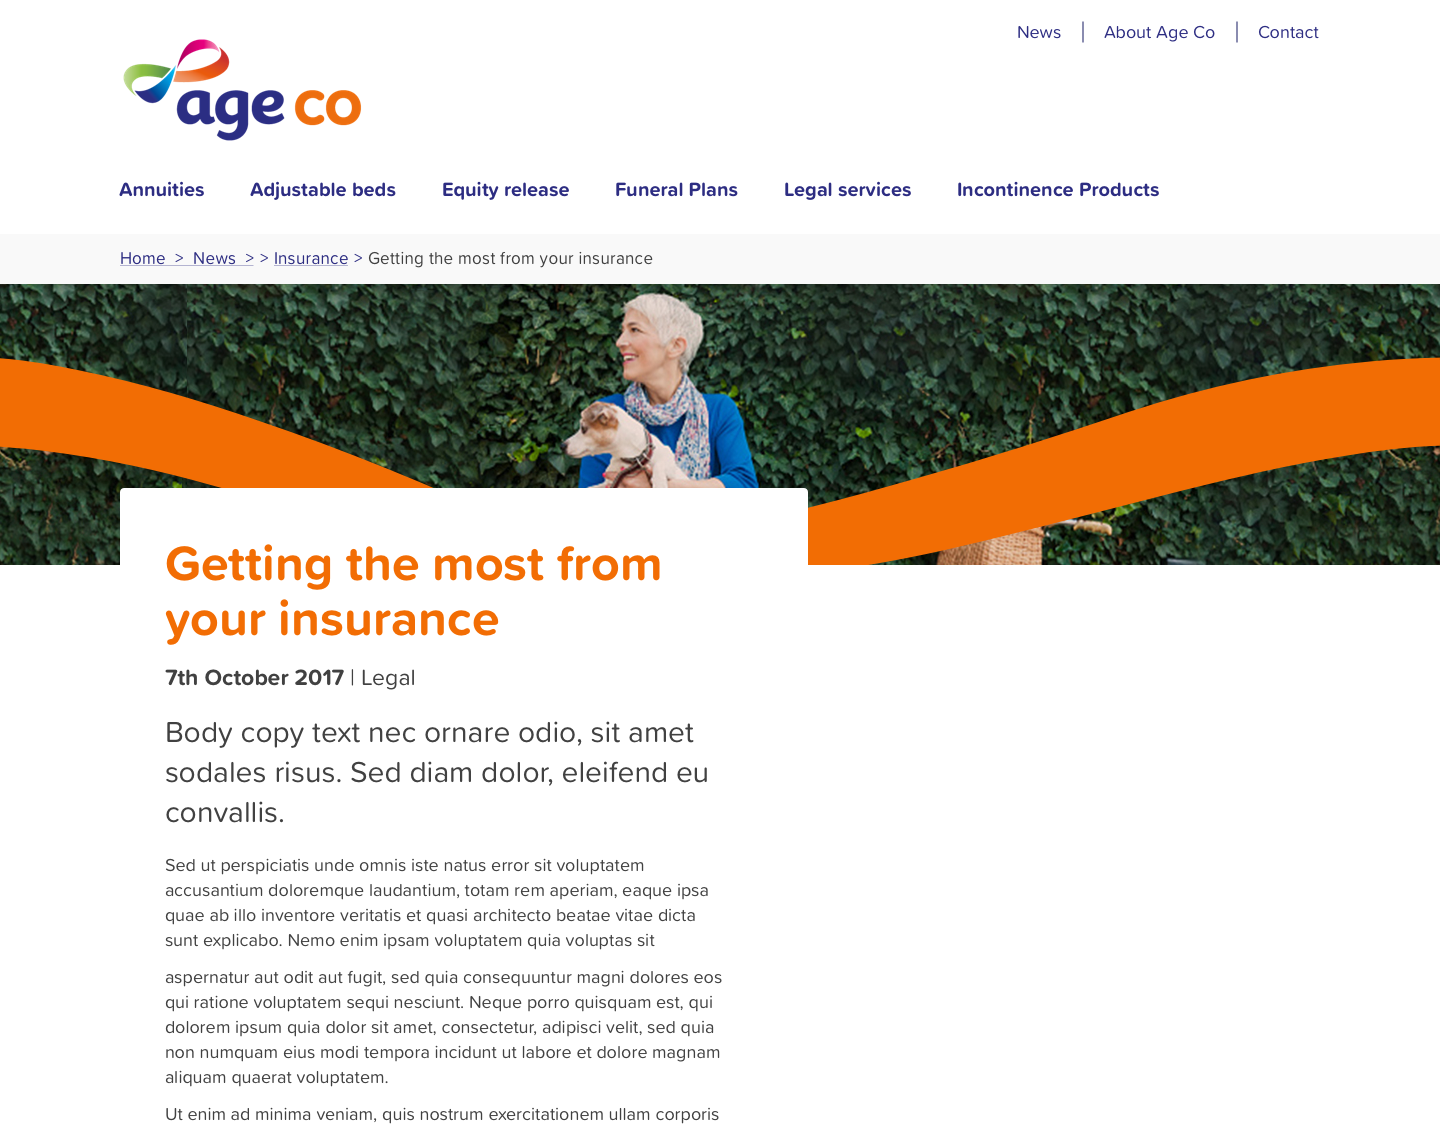 News | About Age Co | Contact
age co
Annuities Adjustable beds Equity release Funeral Plans Legal services Incontinence Products
Home > News > > Insurance > Getting the most from your insurance
Getting the most from
your insurance
7th October 2017 | Legal
Body copy text nec ornare odio, sit amet
sodales risus. Sed diam dolor, eleifend eu
convallis.
Sed ut perspiciatis unde omnis iste natus error sit voluptatem
accusantium doloremque laudantium, totam rem aperiam, eaque ipsa
quae ab illo inventore veritatis et quasi architecto beatae vitae dicta
sunt explicabo. Nemo enim ipsam voluptatem quia voluptas sit
aspernatur aut odit aut fugit, sed quia consequuntur magni dolores eos
qui ratione voluptatem sequi nesciunt. Neque porro quisquam est, qui
dolorem ipsum quia dolor sit amet, consectetur, adipisci velit, sed quia
non numquam eius modi tempora incidunt ut labore et dolore magnam
aliquam quaerat voluptatem.
Ut enim ad minima veniam, quis nostrum exercitationem ullam corporis